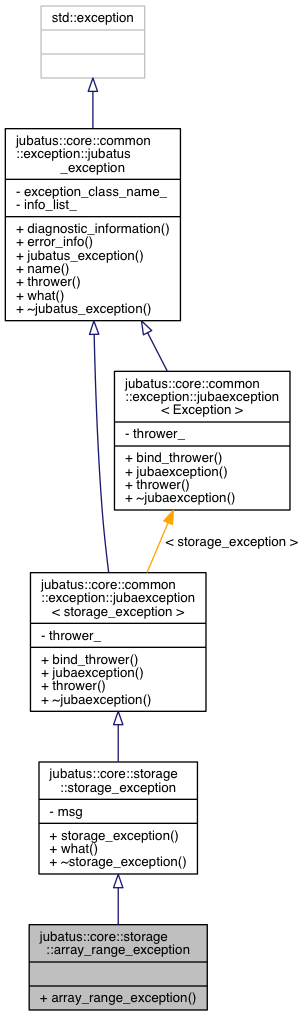 std::exception
jubatus::core::common
::exception::jubatus
_exception
- exception_class_name_
- info_list_
+ diagnostic_information()
+ error_info()
+ jubatus_exception()
+ name()
+ thrower()
+ what()
+ ~jubatus_exception()
jubatus::core::common
::exception::jubaexception
< Exception >
- thrower_
+ bind_thrower()
+ jubaexception()
+ thrower()
+ ~jubaexception()
< storage_exception >
jubatus::core::common
::exception::jubaexception
< storage_exception >
- thrower_
+ bind_thrower()
+ jubaexception()
+ thrower()
+ ~jubaexception()
jubatus::core::storage
::storage_exception
- msg
+ storage_exception()
+ what()
+ ~storage_exception()
jubatus::core::storage
::array_range_exception
+ array_range_exception()